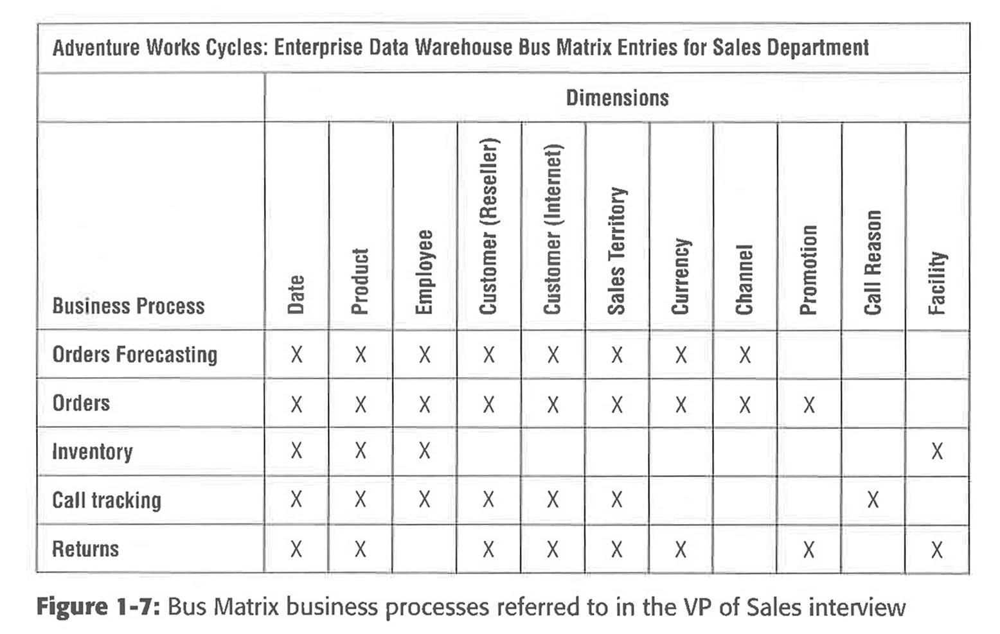 Adventure Works Cycles: Enterprise Data Warehouse Bus Matrix Entries for Sales Department
Dimensions
Business Process Date Product Employee Customer (Reseller) Customer (Internet) Sales Territory Currency Channel Promotion Call Reason Facility
Orders Forecasting X X X X X X X X
Orders X X X X X X X X X
Inventory X X X X
Call tracking X X X X X X X
Returns X X X X X X X X
Figure 1-7: Bus Matrix business processes referred to in the VP of Sales interview